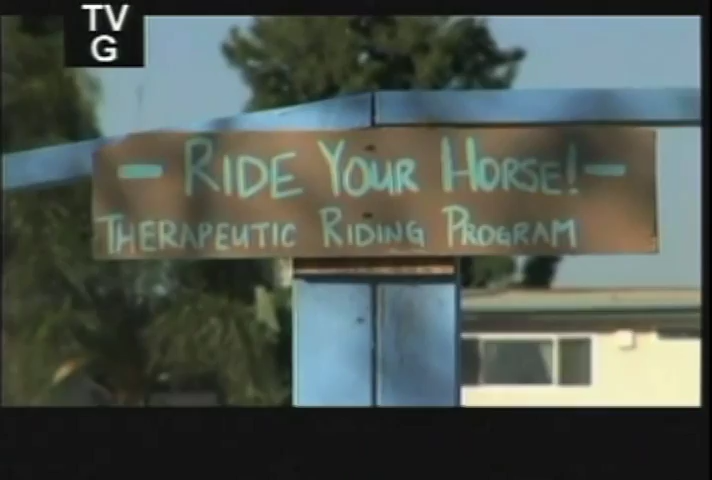 TV
G
- RIDE YOUR HORSE! -
THERAPEUTIC RIDING PROGRAM